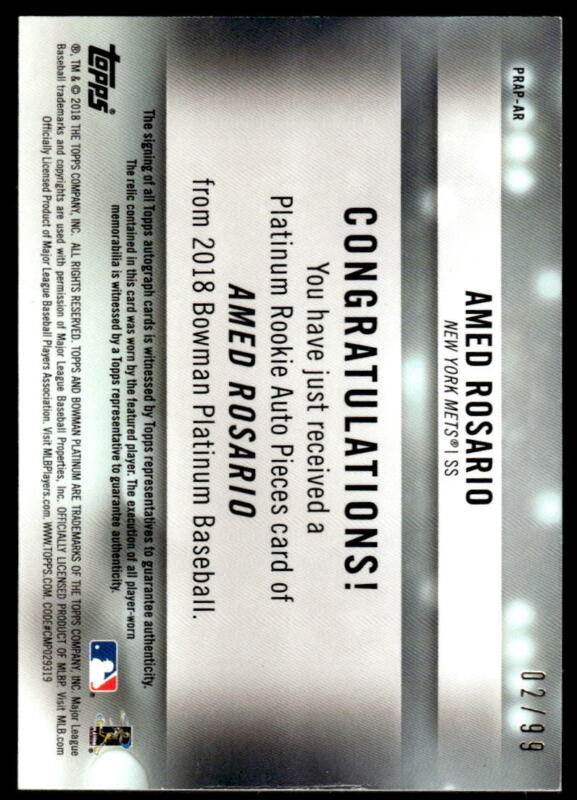 PRAP-AR
02/99
AMED ROSARIO
NEW YORK METS® | SS
CONGRATULATIONS!
You have just received a
Platinum Rookie Auto Pieces card of
AMED ROSARIO
from 2018 Bowman Platinum Baseball.
The signing of all Topps autograph cards is witnessed by Topps representatives to guarantee authenticity.
The relic contained in this card was worn by the featured player. The execution of all player-worn
memorabilia is witnessed by a Topps representative to guarantee authenticity.
topps®
®, TM & © 2018 THE TOPPS COMPANY, INC. ALL RIGHTS RESERVED. TOPPS AND BOWMAN PLATINUM ARE TRADEMARKS OF THE TOPPS COMPANY, INC. Major League
Baseball trademarks and copyrights are used with permission of Major League Baseball Properties, Inc. OFFICIALLY LICENSED PRODUCT OF MLBP. Visit MLB.com
Officially Licensed Product of Major League Baseball Players Association. Visit MLBPlayers.com. WWW.TOPPS.COM. CODE#CMP029319